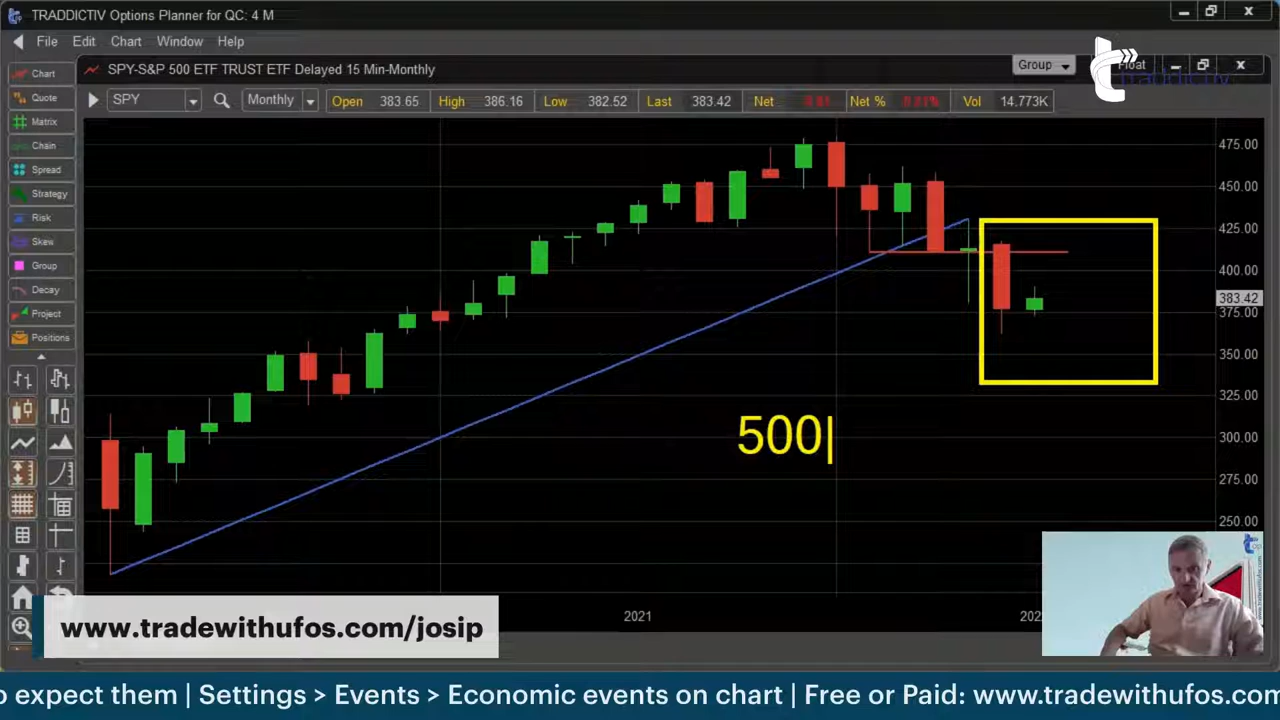 TRADDICTIV Options Planner for QC: 4 M
File Edit Chart Window Help
SPY-S&P 500 ETF TRUST ETF Delayed 15 Min-Monthly
Group
Float
traddictiv
SPY Monthly Open 383.65 High 386.16 Low 382.52 Last 383.42 Net Net % Vol 14.773K
Chart
Quote
Matrix
Chain
Spread
Strategy
Risk
Skew
Group
Decay
Project
Positions
475.00
450.00
425.00
400.00
383.42
375.00
350.00
325.00
300.00
275.00
250.00
500|
2021
www.tradewithufos.com/josip
expect them | Settings > Events > Economic events on chart | Free or Paid: www.tradewithufos.com